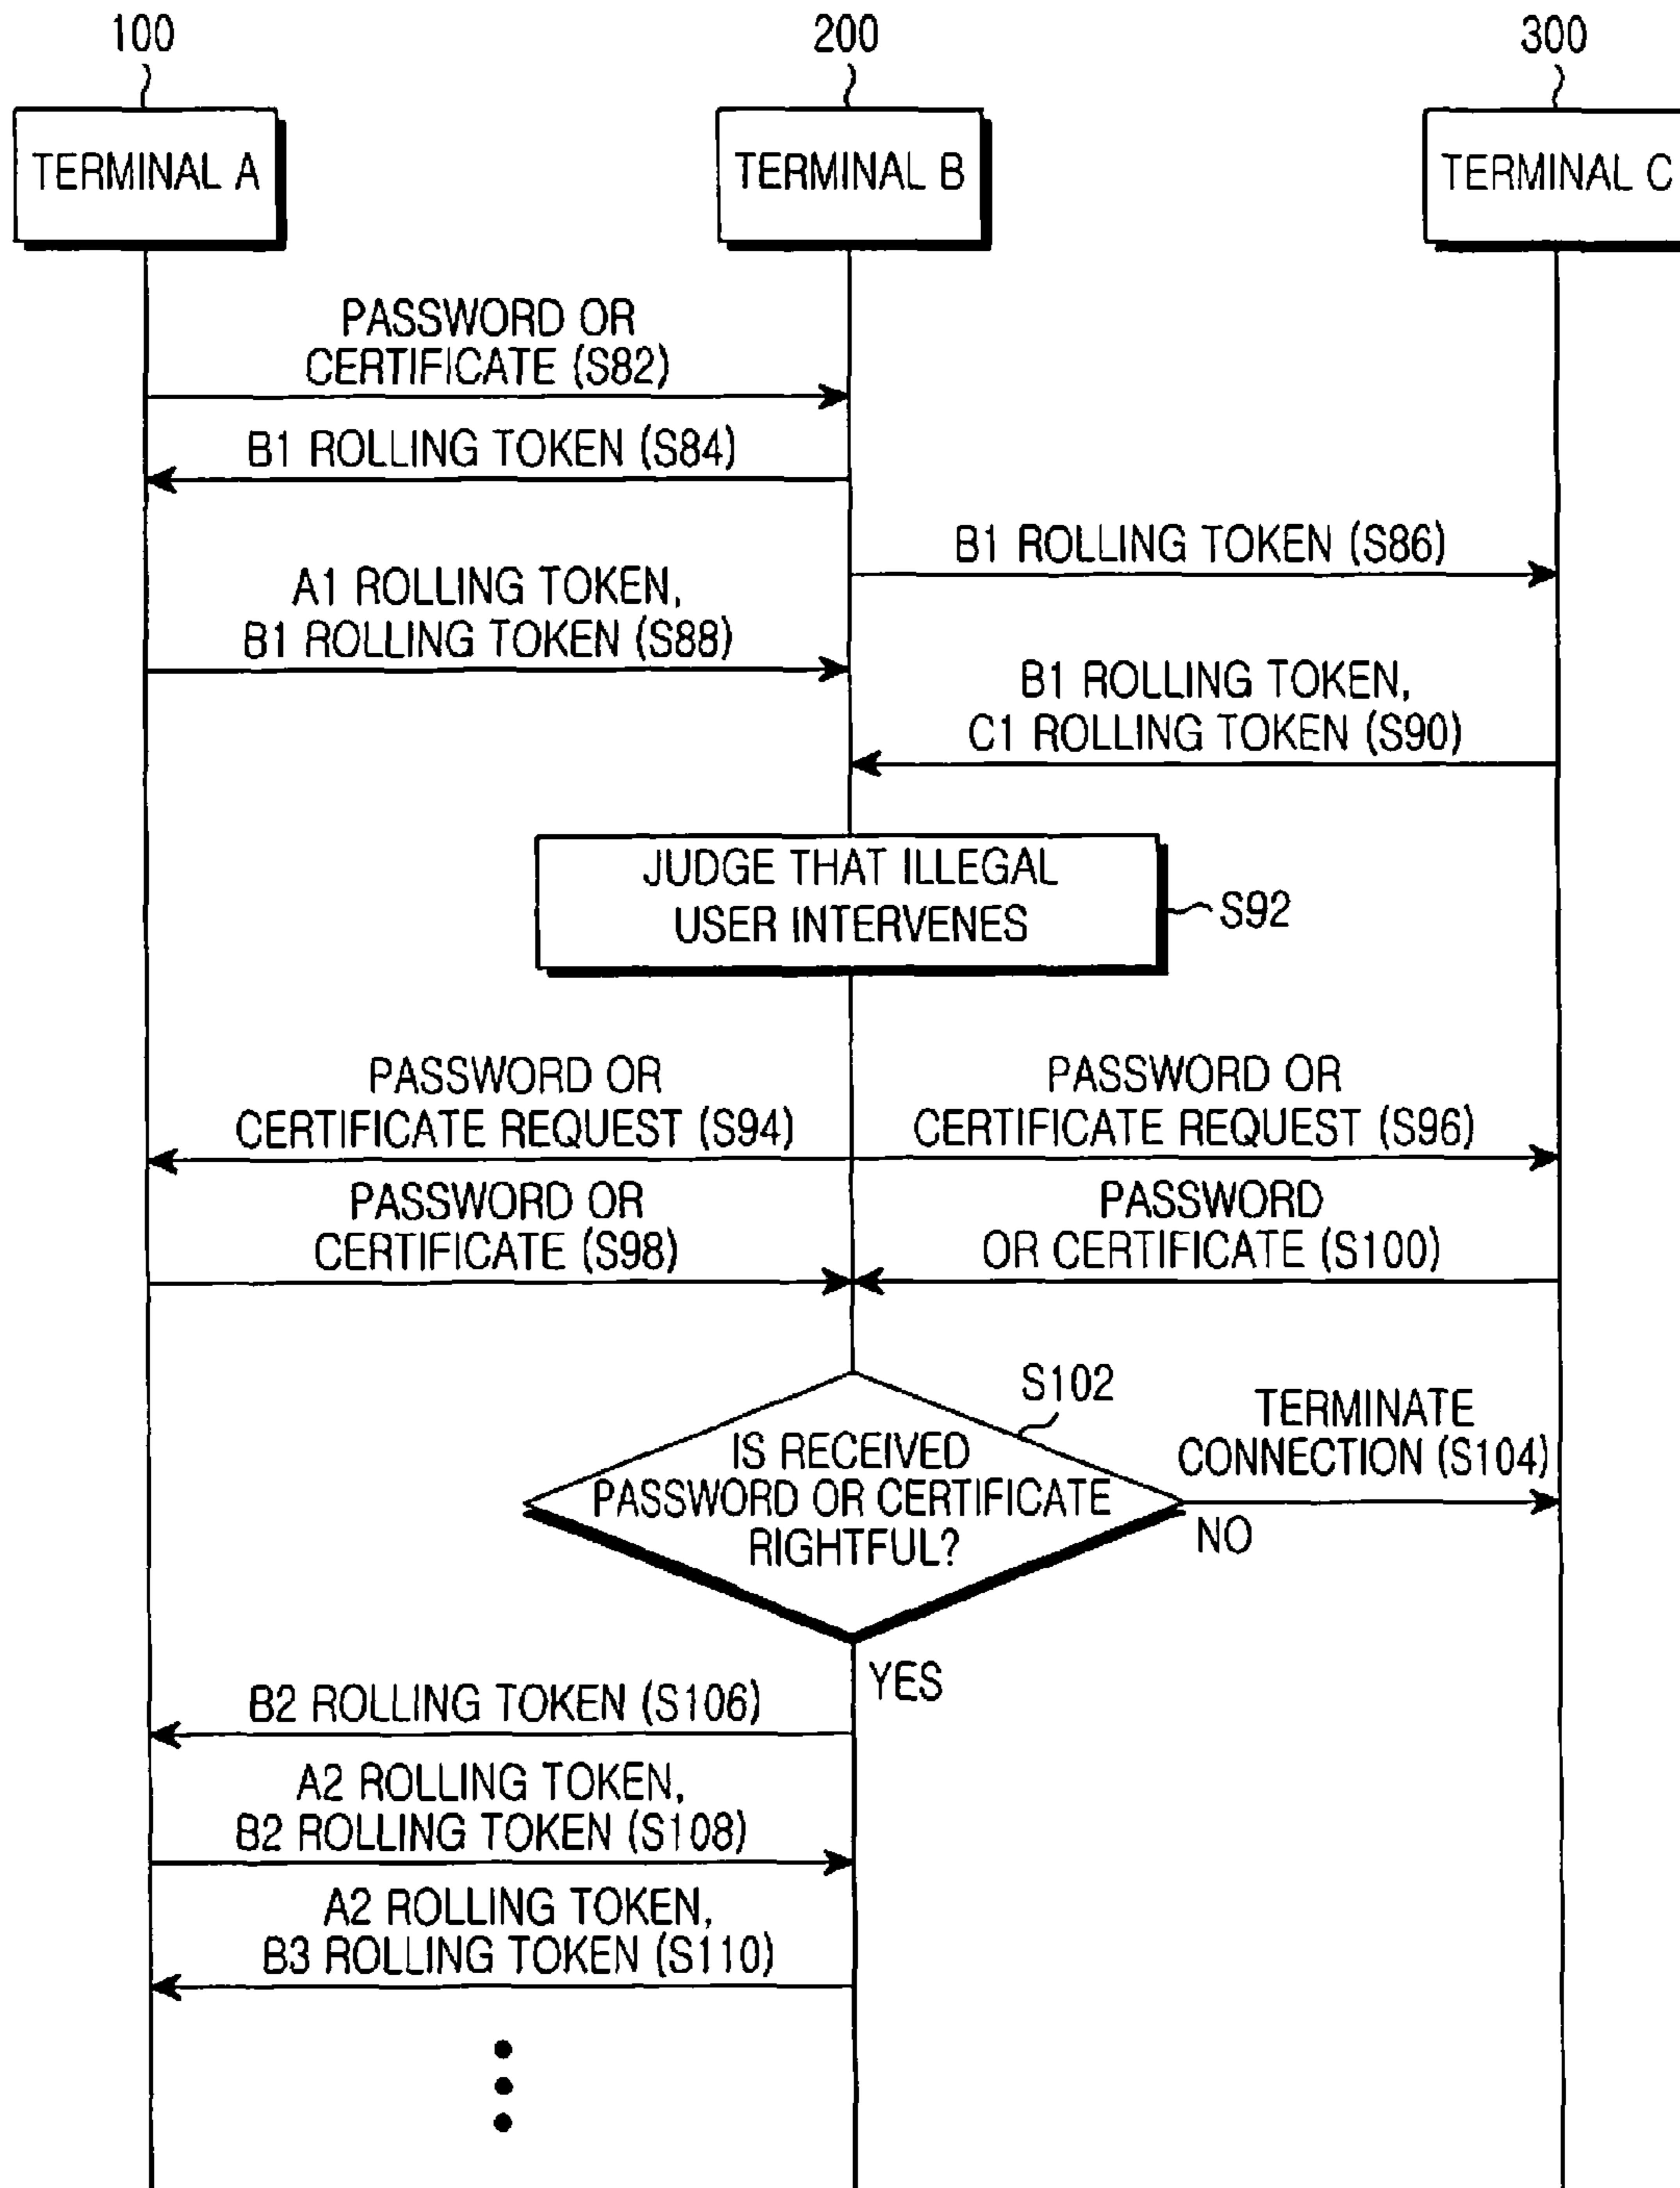 100
200
300
TERMINAL A
TERMINAL B
TERMINAL C
PASSWORD OR
CERTIFICATE (S82)
B1 ROLLING TOKEN (S84)
B1 ROLLING TOKEN (S86)
A1 ROLLING TOKEN,
B1 ROLLING TOKEN (S88)
B1 ROLLING TOKEN,
C1 ROLLING TOKEN (S90)
JUDGE THAT ILLEGAL
USER INTERVENES
S92
PASSWORD OR
CERTIFICATE REQUEST (S94)
PASSWORD OR
CERTIFICATE REQUEST (S96)
PASSWORD OR
CERTIFICATE (S98)
PASSWORD
OR CERTIFICATE (S100)
S102
IS RECEIVED
PASSWORD OR CERTIFICATE
RIGHTFUL?
TERMINATE
CONNECTION (S104)
NO
YES
B2 ROLLING TOKEN (S106)
A2 ROLLING TOKEN,
B2 ROLLING TOKEN (S108)
A2 ROLLING TOKEN,
B3 ROLLING TOKEN (S110)